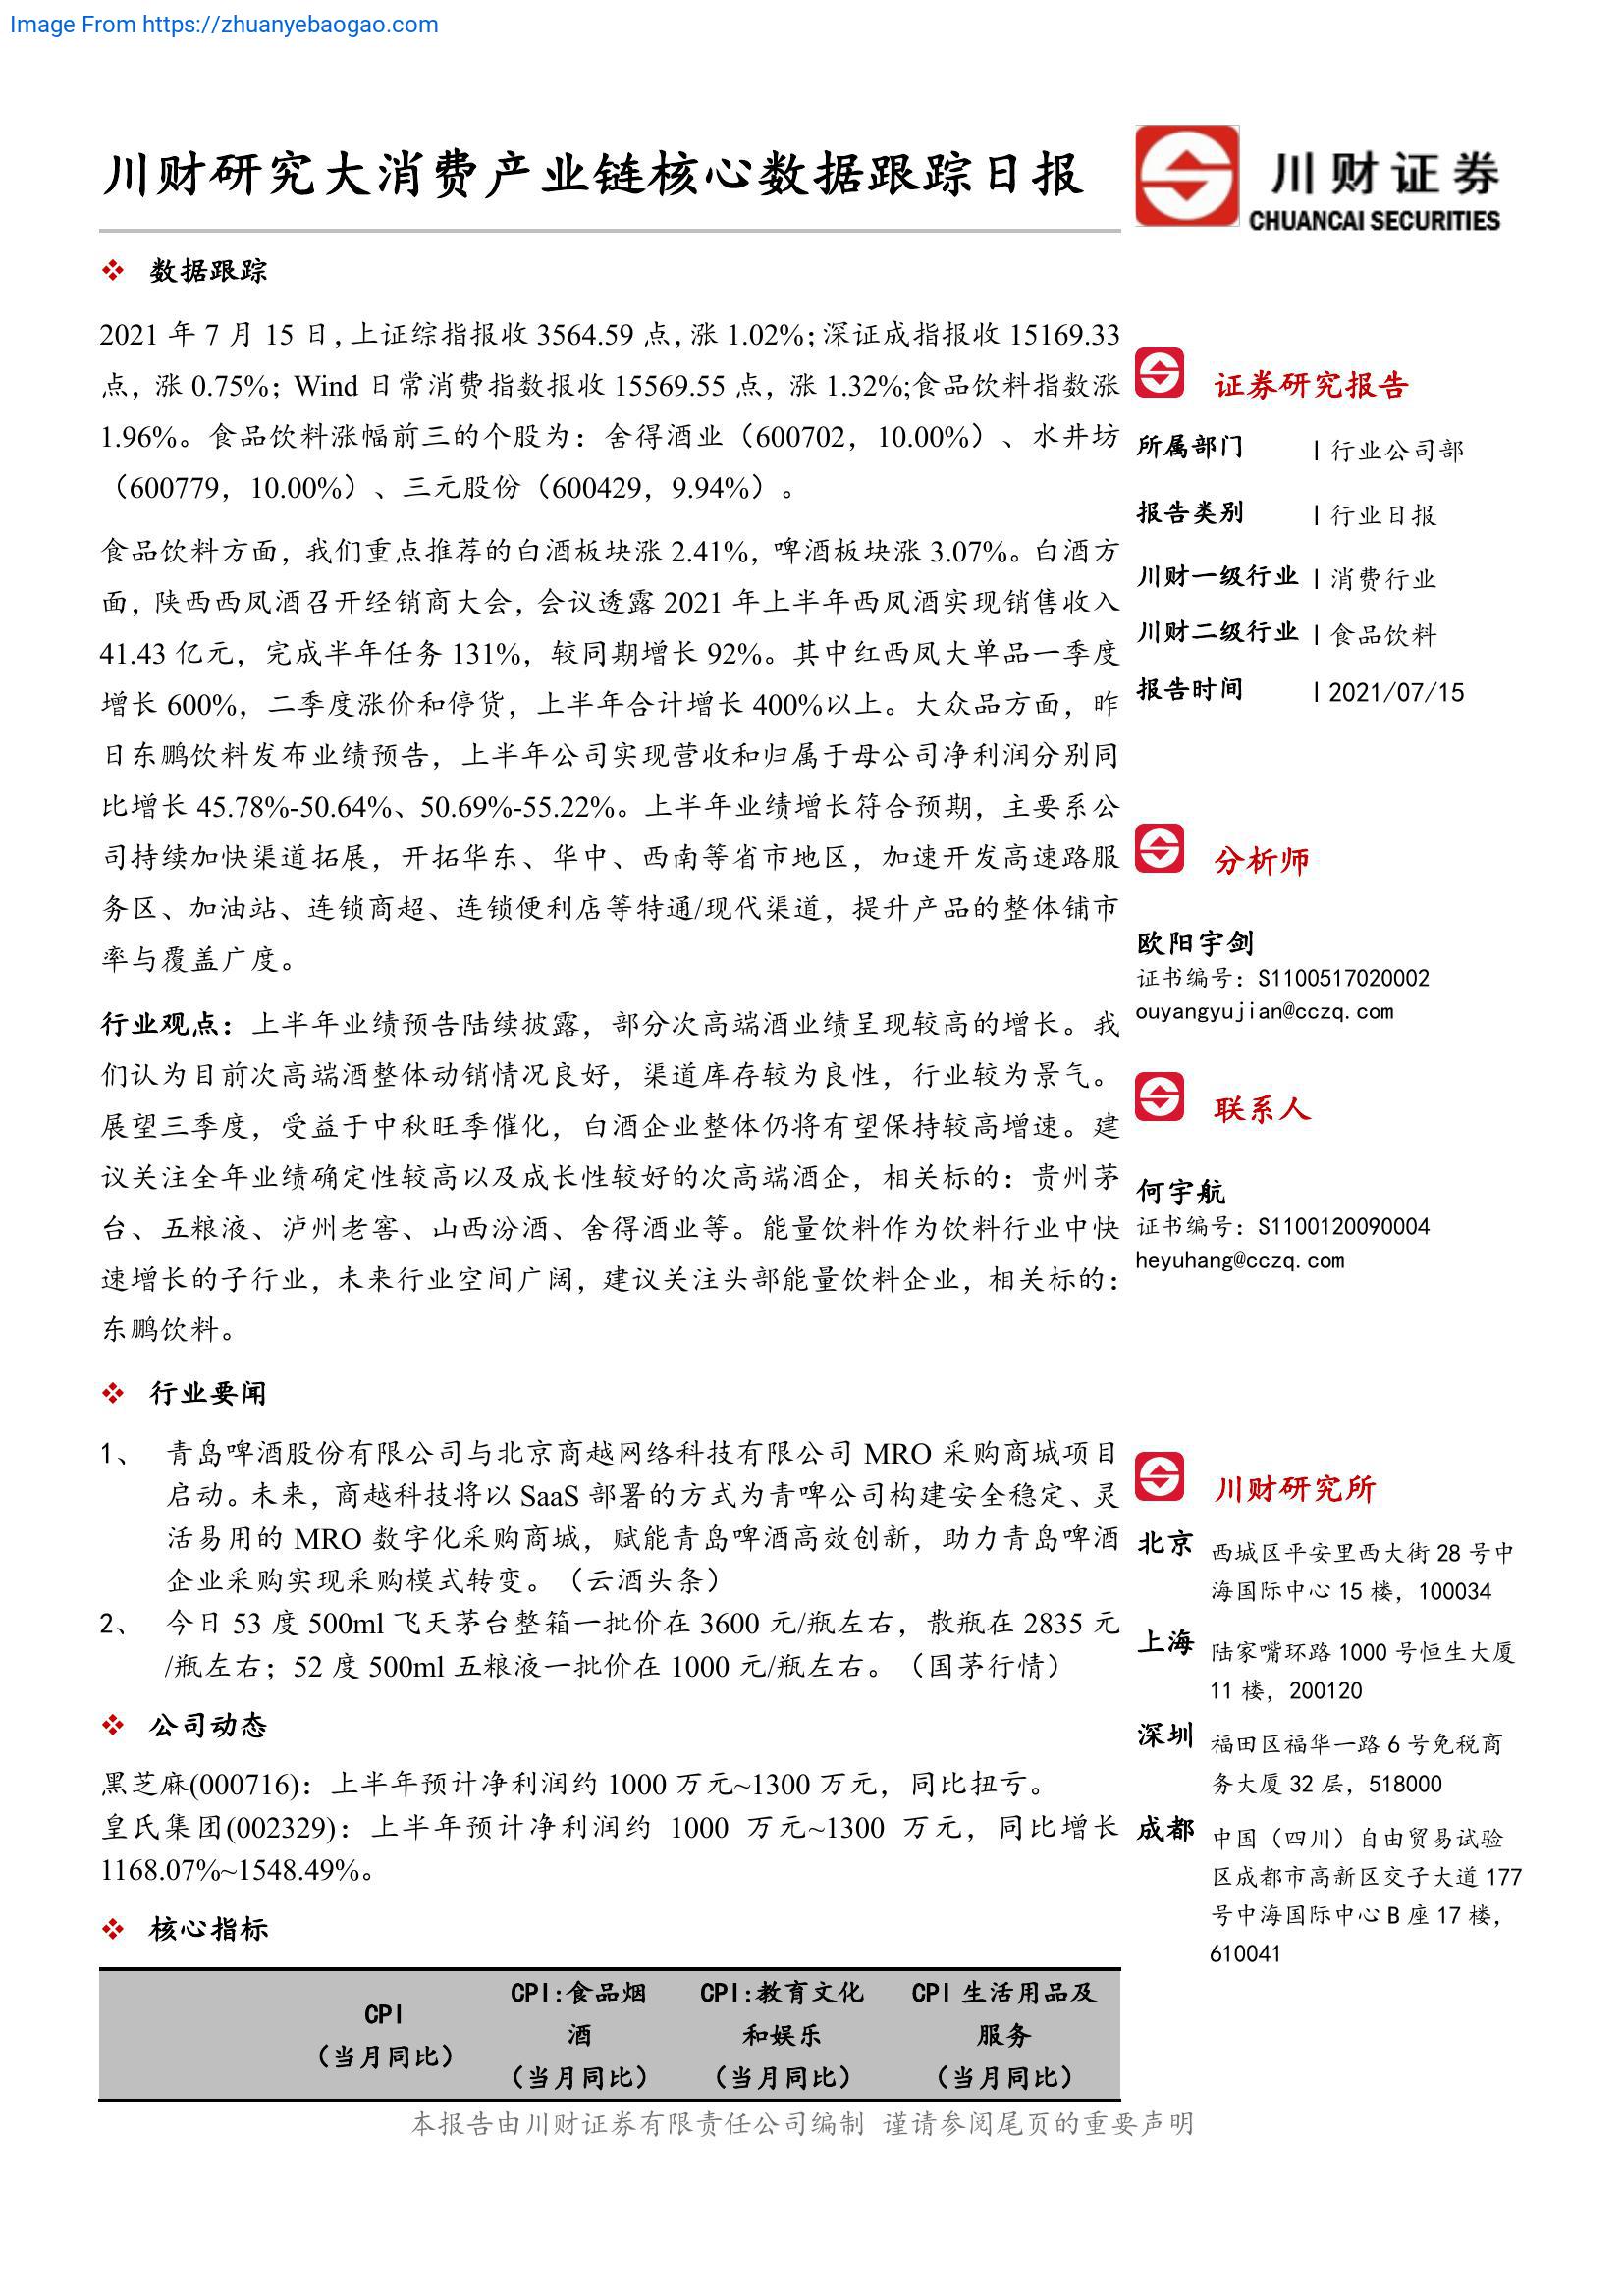 Image From https://zhuanyebaogao.com
川财研究大消费产业链核心数据跟踪日报
川财证券
CHUANCAI SECURITIES
数据跟踪
2021 年 7 月 15 日，上证综指报收 3564.59 点，涨 1.02%；深证成指报收 15169.33
点，涨 0.75%；Wind 日常消费指数报收 15569.55 点，涨 1.32%;食品饮料指数涨
1.96%。食品饮料涨幅前三的个股为：舍得酒业（600702，10.00%）、水井坊
（600779，10.00%）、三元股份（600429，9.94%）。
食品饮料方面，我们重点推荐的白酒板块涨 2.41%，啤酒板块涨 3.07%。白酒方
面，陕西西凤酒召开经销商大会，会议透露 2021 年上半年西凤酒实现销售收入
41.43 亿元，完成半年任务 131%，较同期增长 92%。其中红西凤大单品一季度
增长 600%，二季度涨价和停货，上半年合计增长 400%以上。大众品方面，昨
日东鹏饮料发布业绩预告，上半年公司实现营收和归属于母公司净利润分别同
比增长 45.78%-50.64%、50.69%-55.22%。上半年业绩增长符合预期，主要系公
司持续加快渠道拓展，开拓华东、华中、西南等省市地区，加速开发高速路服
务区、加油站、连锁商超、连锁便利店等特通/现代渠道，提升产品的整体铺市
率与覆盖广度。
行业观点：上半年业绩预告陆续披露，部分次高端酒业绩呈现较高的增长。我
们认为目前次高端酒整体动销情况良好，渠道库存较为良性，行业较为景气。
展望三季度，受益于中秋旺季催化，白酒企业整体仍将有望保持较高增速。建
议关注全年业绩确定性较高以及成长性较好的次高端酒企，相关标的：贵州茅
台、五粮液、泸州老窖、山西汾酒、舍得酒业等。能量饮料作为饮料行业中快
速增长的子行业，未来行业空间广阔，建议关注头部能量饮料企业，相关标的：
东鹏饮料。
行业要闻
1、 青岛啤酒股份有限公司与北京商越网络科技有限公司 MRO 采购商城项目
启动。未来，商越科技将以 SaaS 部署的方式为青啤公司构建安全稳定、灵
活易用的 MRO 数字化采购商城，赋能青岛啤酒高效创新，助力青岛啤酒
企业采购实现采购模式转变。（云酒头条）
2、 今日 53 度 500ml 飞天茅台整箱一批价在 3600 元/瓶左右，散瓶在 2835 元
/瓶左右；52 度 500ml 五粮液一批价在 1000 元/瓶左右。（国茅行情）
公司动态
黑芝麻(000716)：上半年预计净利润约 1000 万元~1300 万元，同比扭亏。
皇氏集团(002329)：上半年预计净利润约 1000 万元~1300 万元，同比增长
1168.07%~1548.49%。
核心指标
CPI
（当月同比）
CPI:食品烟
酒
（当月同比）
CPI:教育文化
和娱乐
（当月同比）
CPI 生活用品及
服务
（当月同比）
证券研究报告
所属部门 | 行业公司部
报告类别 | 行业日报
川财一级行业 | 消费行业
川财二级行业 | 食品饮料
报告时间 | 2021/07/15
分析师
欧阳宇剑
证书编号：S1100517020002
ouyangyujian@cczq.com
联系人
何宇航
证书编号：S1100120090004
heyuhang@cczq.com
川财研究所
北京 西城区平安里西大街 28 号中
海国际中心 15 楼，100034
上海 陆家嘴环路 1000 号恒生大厦
11 楼，200120
深圳 福田区福华一路 6 号免税商
务大厦 32 层，518000
成都 中国（四川）自由贸易试验
区成都市高新区交子大道 177
号中海国际中心 B 座 17 楼，
610041
本报告由川财证券有限责任公司编制 谨请参阅尾页的重要声明